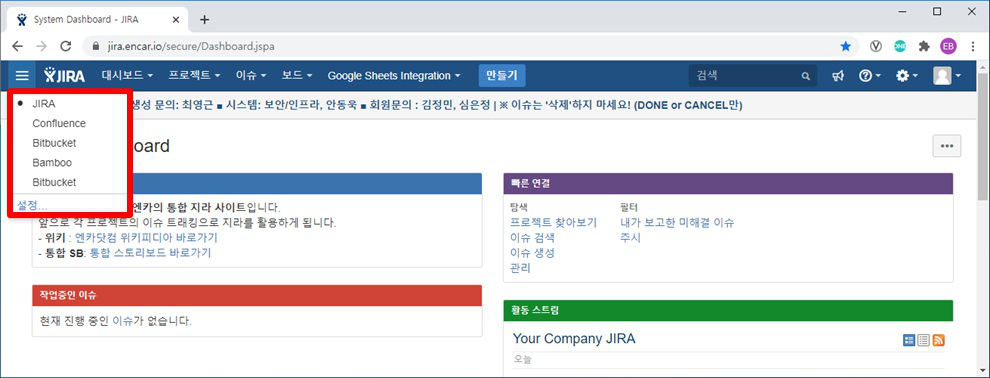 System Dashboard - JIRA
jira.encar.io/secure/Dashboard.jspa
EB
JIRA 대시보드 프로젝트 이슈 보드 Google Sheets Integration 만들기 검색
생성 문의: 최영근 ■ 시스템: 보안/인프라, 안동욱 ■ 회원문의 : 김정민, 심은정 | ※ 이슈는 '삭제'하지 마세요! (DONE or CANCEL만)
JIRA
Confluence
Bitbucket
Bamboo
Bitbucket
설정...
oard
엔카의 통합 지라 사이트입니다.
앞으로 각 프로젝트의 이슈 트래킹으로 지라를 활용하게 됩니다.
- 위키 : 엔카닷컴 위키피디아 바로가기
- 통합 SB: 통합 스토리보드 바로가기
작업중인 이슈
현재 진행 중인 이슈가 없습니다.
빠른 연결
탐색 필터
프로젝트 찾아보기 내가 보고한 미해결 이슈
이슈 검색 주시
이슈 생성
관리
활동 스트림
Your Company JIRA
오늘